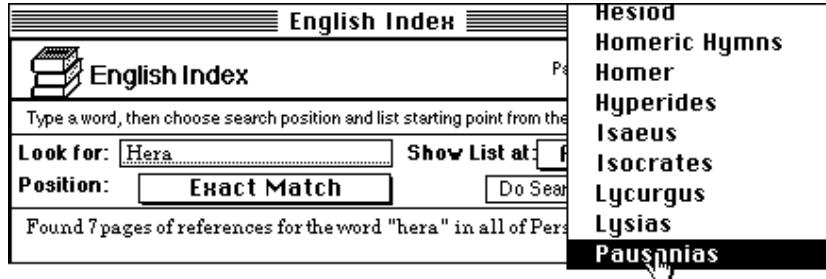 English Index
English Index
Type a word, then choose search position and list starting point from the
Look for: Hera Show List at:
Position: Exact Match Do Sear
Found 7 pages of references for the word "hera" in all of Pers
Hesiod
Homeric Hymns
Homer
Hyperides
Isaeus
Isocrates
Lycurgus
Lysias
Pausanias